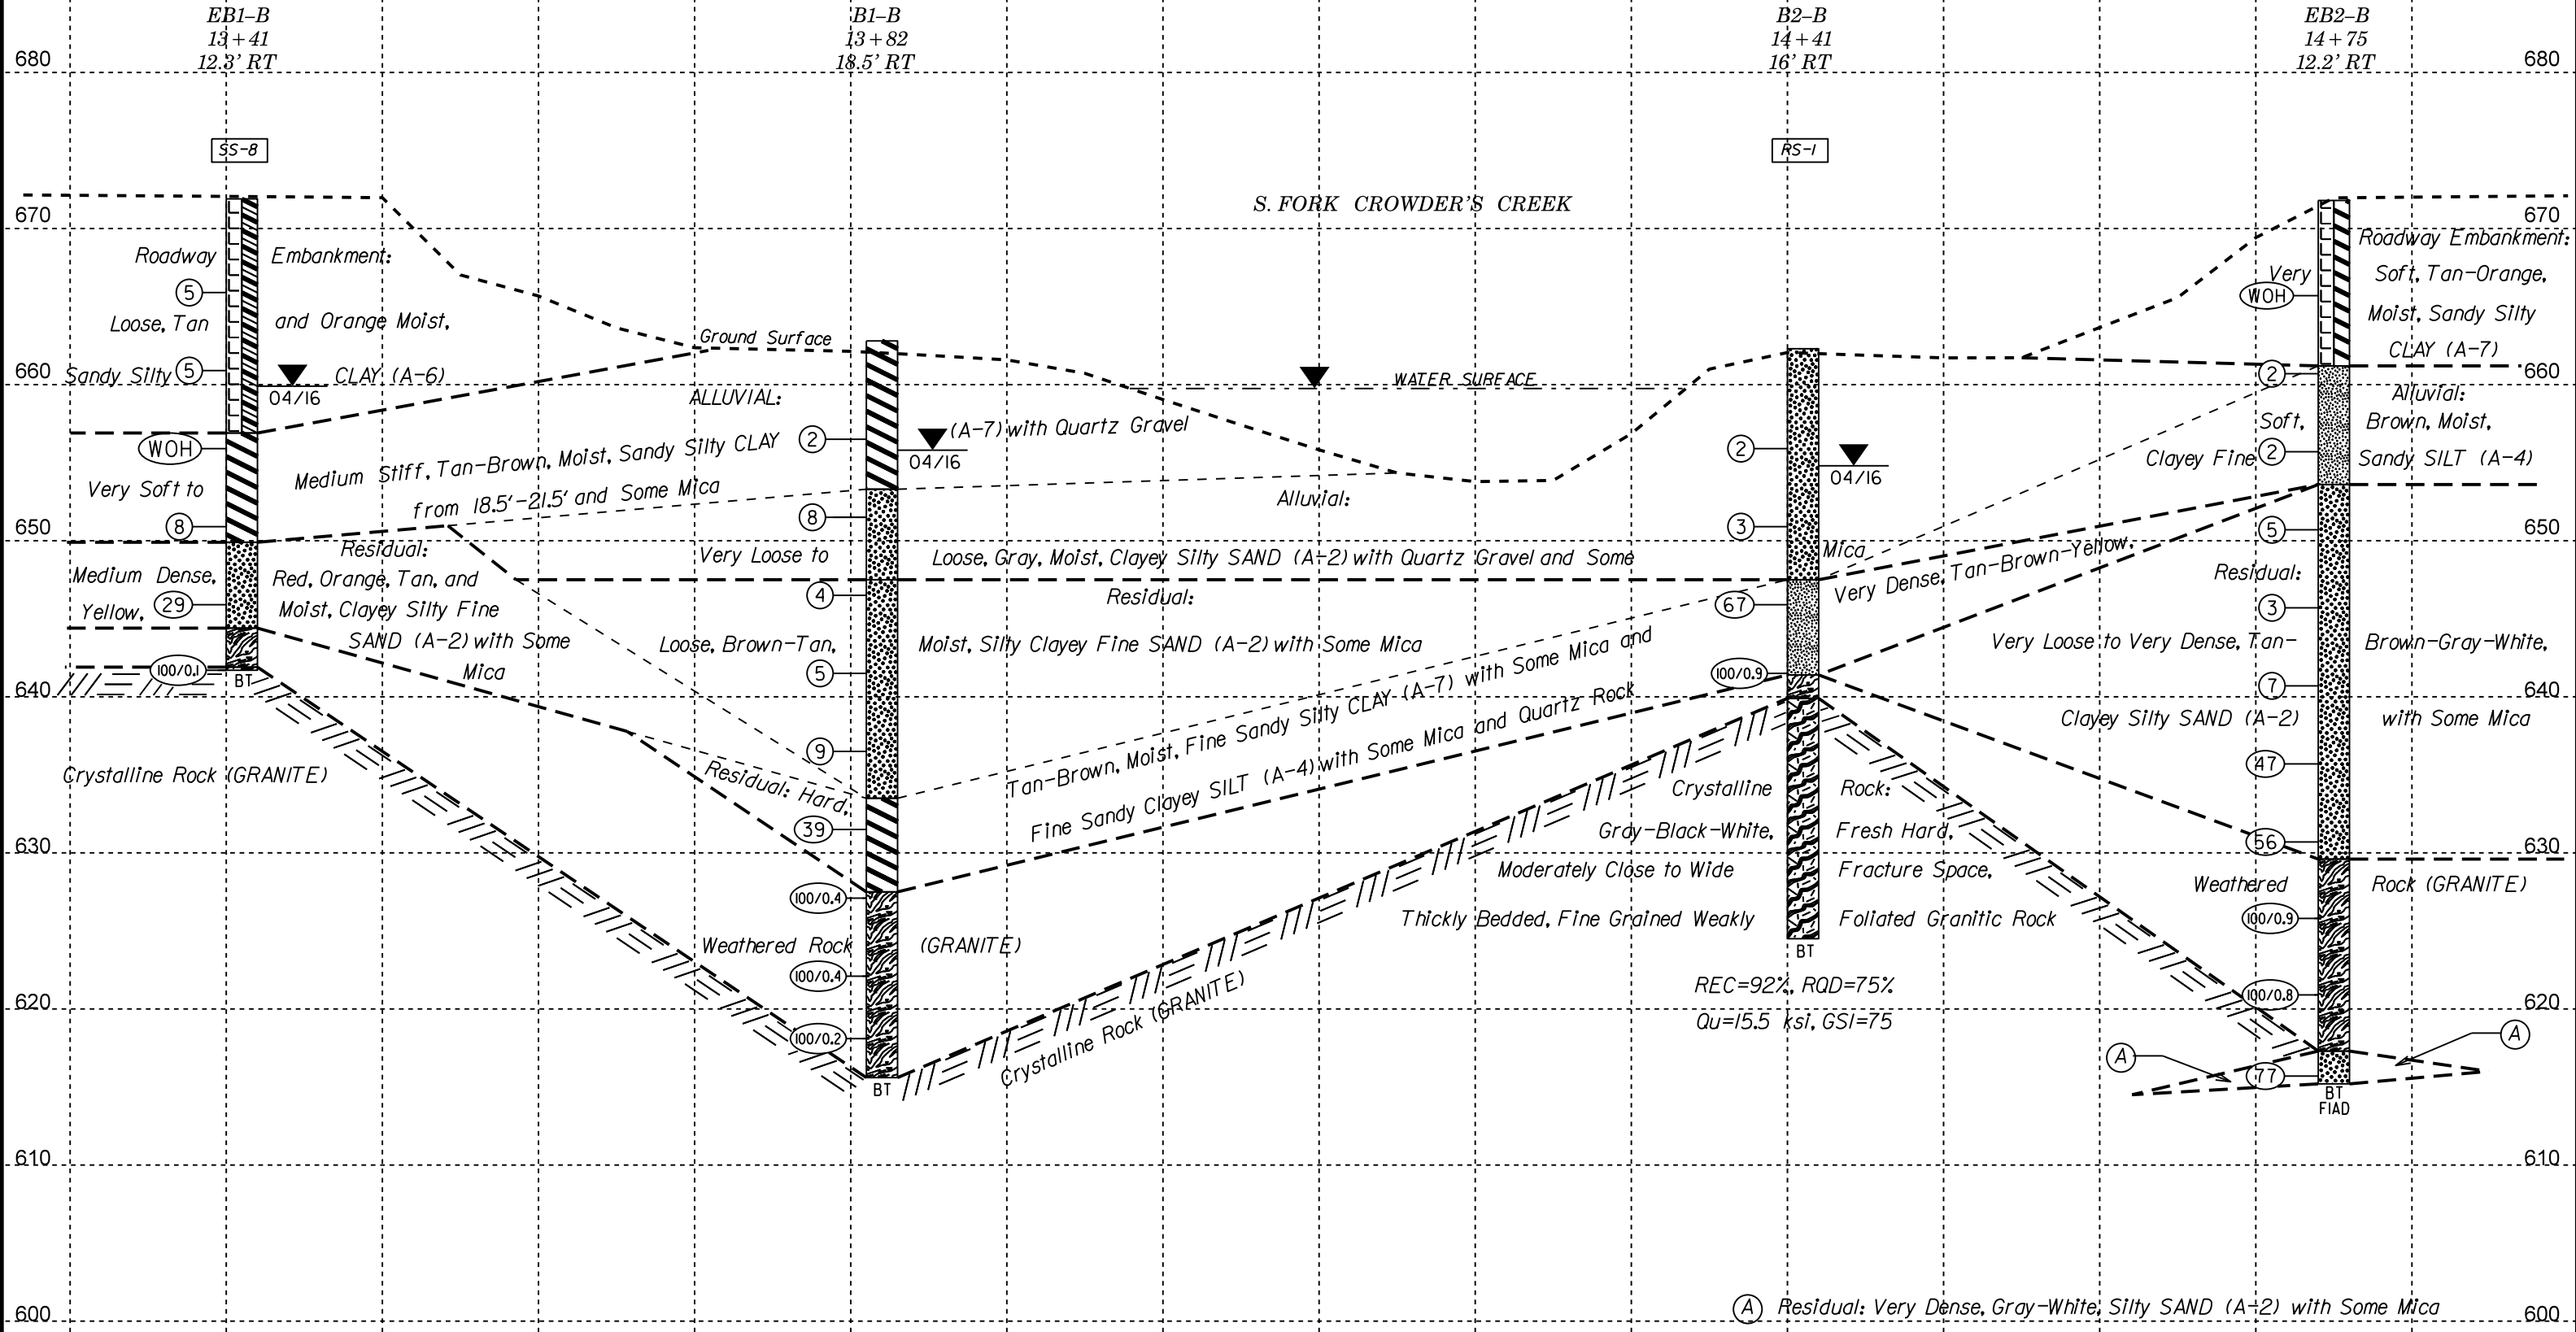 EB1–B
13+41
12.3' RT
B1–B
13+82
18.5' RT
B2–B
14+41
16' RT
EB2–B
14+75
12.2' RT
680
680
SS-8
RS-1
S. FORK CROWDER'S CREEK
670
670
Roadway Embankment:
5
Loose, Tan and Orange Moist,
5
Sandy Silty CLAY (A-6)
04/16
660
WOH
Very Soft to
8
650
Ground Surface
ALLUVIAL:
Medium Stiff, Tan-Brown, Moist, Sandy Silty CLAY
2
(A-7) with Quartz Gravel
from 18.5'-21.5' and Some Mica
04/16
WATER SURFACE
Residual:
Medium Dense, Red, Orange, Tan, and
Yellow, 29 Moist, Clayey Silty Fine
SAND (A-2) with Some
Mica
100/0.1
BT
640
Crystalline Rock (GRANITE)
8
Alluvial:
Very Loose to Loose, Gray, Moist, Clayey Silty SAND (A-2) with Quartz Gravel and Some Mica
4
Residual:
Loose, Brown-Tan, Moist, Silty Clayey Fine SAND (A-2) with Some Mica
5
9
Residual: Hard,
Tan-Brown, Moist, Fine Sandy Silty CLAY (A-7) with Some Mica and
39
Very Dense, Tan-Brown-Yellow,
Fine Sandy Clayey SILT (A-4) with Some Mica and Quartz Rock
630
100/0.4
Weathered Rock (GRANITE)
100/0.4
620
100/0.2
BT
Crystalline Rock (GRANITE)
2
04/16
3
67
100/0.9
Crystalline Rock:
Gray-Black-White, Fresh Hard,
Moderately Close to Wide Fracture Space,
Thickly Bedded, Fine Grained Weakly Foliated Granitic Rock
BT
REC=92%, RQD=75%
Qu=15.5 ksi, GSI=75
Roadway Embankment:
Very Soft, Tan-Orange,
WOH
Moist, Sandy Silty
CLAY (A-7)
2
660
Alluvial:
Soft, Brown, Moist,
Clayey Fine 2 Sandy SILT (A-4)
5
650
Residual:
3
Very Loose to Very Dense, Tan- Brown-Gray-White,
7
640
Clayey Silty SAND (A-2) with Some Mica
47
56
630
Weathered Rock (GRANITE)
100/0.9
100/0.8
620
A
A
77
BT
FIAD
610
610
600
A Residual: Very Dense, Gray-White, Silty SAND (A-2) with Some Mica
600